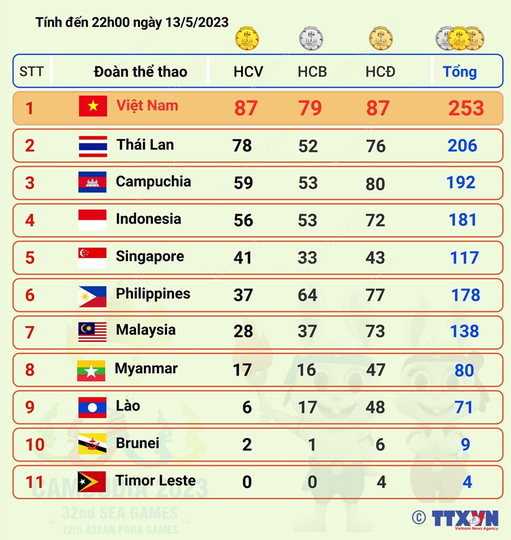 Tính đến 22h00 ngày 13/5/2023
STT Đoàn thể thao HCV HCB HCĐ Tổng
1 Việt Nam 87 79 87 253
2 Thái Lan 78 52 76 206
3 Campuchia 59 53 80 192
4 Indonesia 56 53 72 181
5 Singapore 41 33 43 117
6 Philippines 37 64 77 178
7 Malaysia 28 37 73 138
8 Myanmar 17 16 47 80
9 Lào 6 17 48 71
10 Brunei 2 1 6 9
11 Timor Leste 0 0 4 4
CAMBODIA 2023
32nd SEA GAMES
12th ASEAN PARA GAMES
© TTXVN
Vietnam News Agency